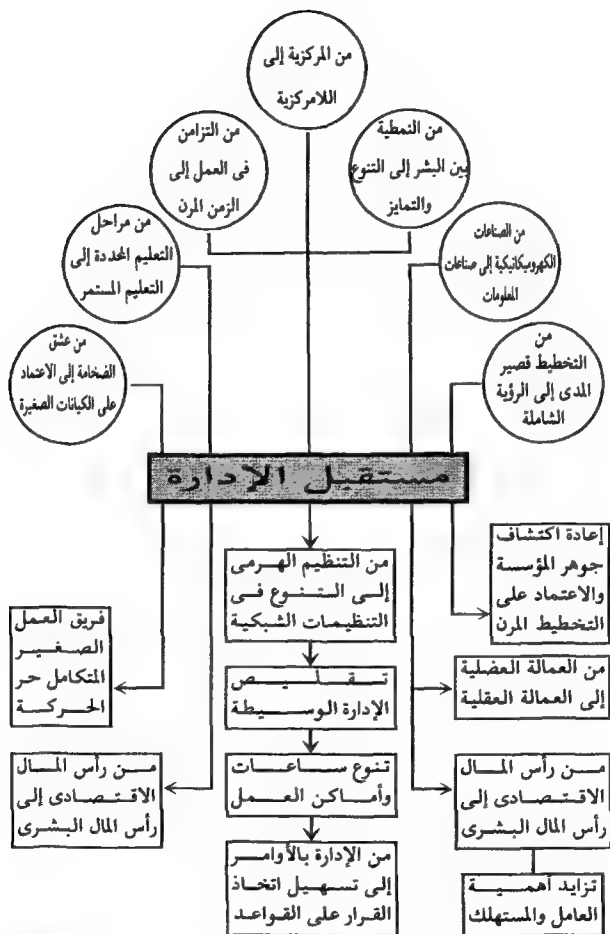 من المركزية إلى
اللامركزية
من النمطية
بين البشر إلى التنوع
والتمايز
من التزامن
فى العمل إلى
الزمن المرن
من الصناعات
الكهروميكانيكية إلى صناعات
المعلومات
من مراحل
التعليم المحددة إلى
التعليم المستمر
من
التخطيط قصير
المدى إلى الرؤية
الشاملة
من عشق
الضخامة إلى الاعتماد
على الكيانات الصغيرة
مستقبل الإدارة
إعادة اكتشاف
جوهر المؤسسة
والاعتماد على
التخطيط المرن
من العمالة العضلية
إلى العمالة العقلية
من رأس المال
الاقتصادى إلى
رأس المال البشرى
تزايد أهمية
العامل والمستهلك
من التنظيم الهرمى
إلى التنوع فى
التنظيمات الشبكية
تقليص
الإدارة الوسيطة
تنوع ساعات
وأماكن العمل
من الإدارة بالأوامر
إلى تسهيل اتخاذ
القرار على القواعد
فريق العمل
الصغير
المتكامل حر
الحركة
من رأس المال
الاقتصادى إلى
رأس المال البشرى